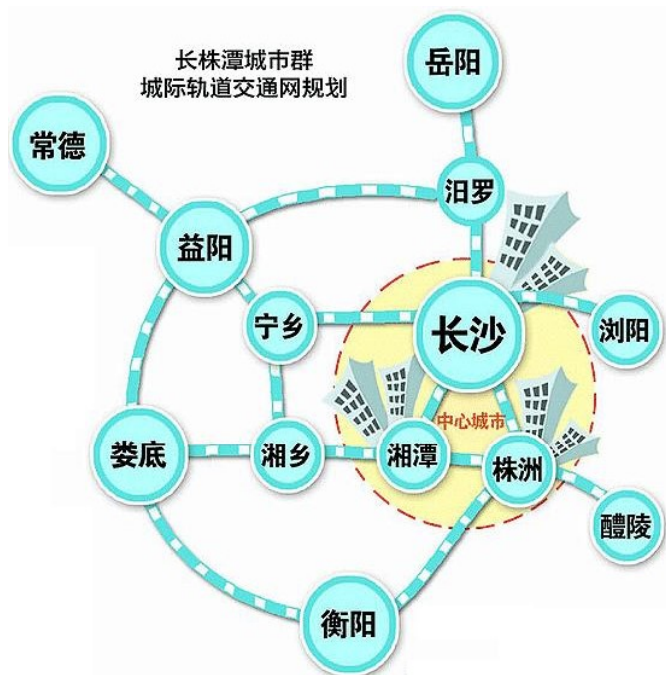 长株潭城市群
城际轨道交通网规划
岳阳
常德
汨罗
益阳
宁乡
长沙
浏阳
中心城市
娄底
湘乡
湘潭
株洲
醴陵
衡阳